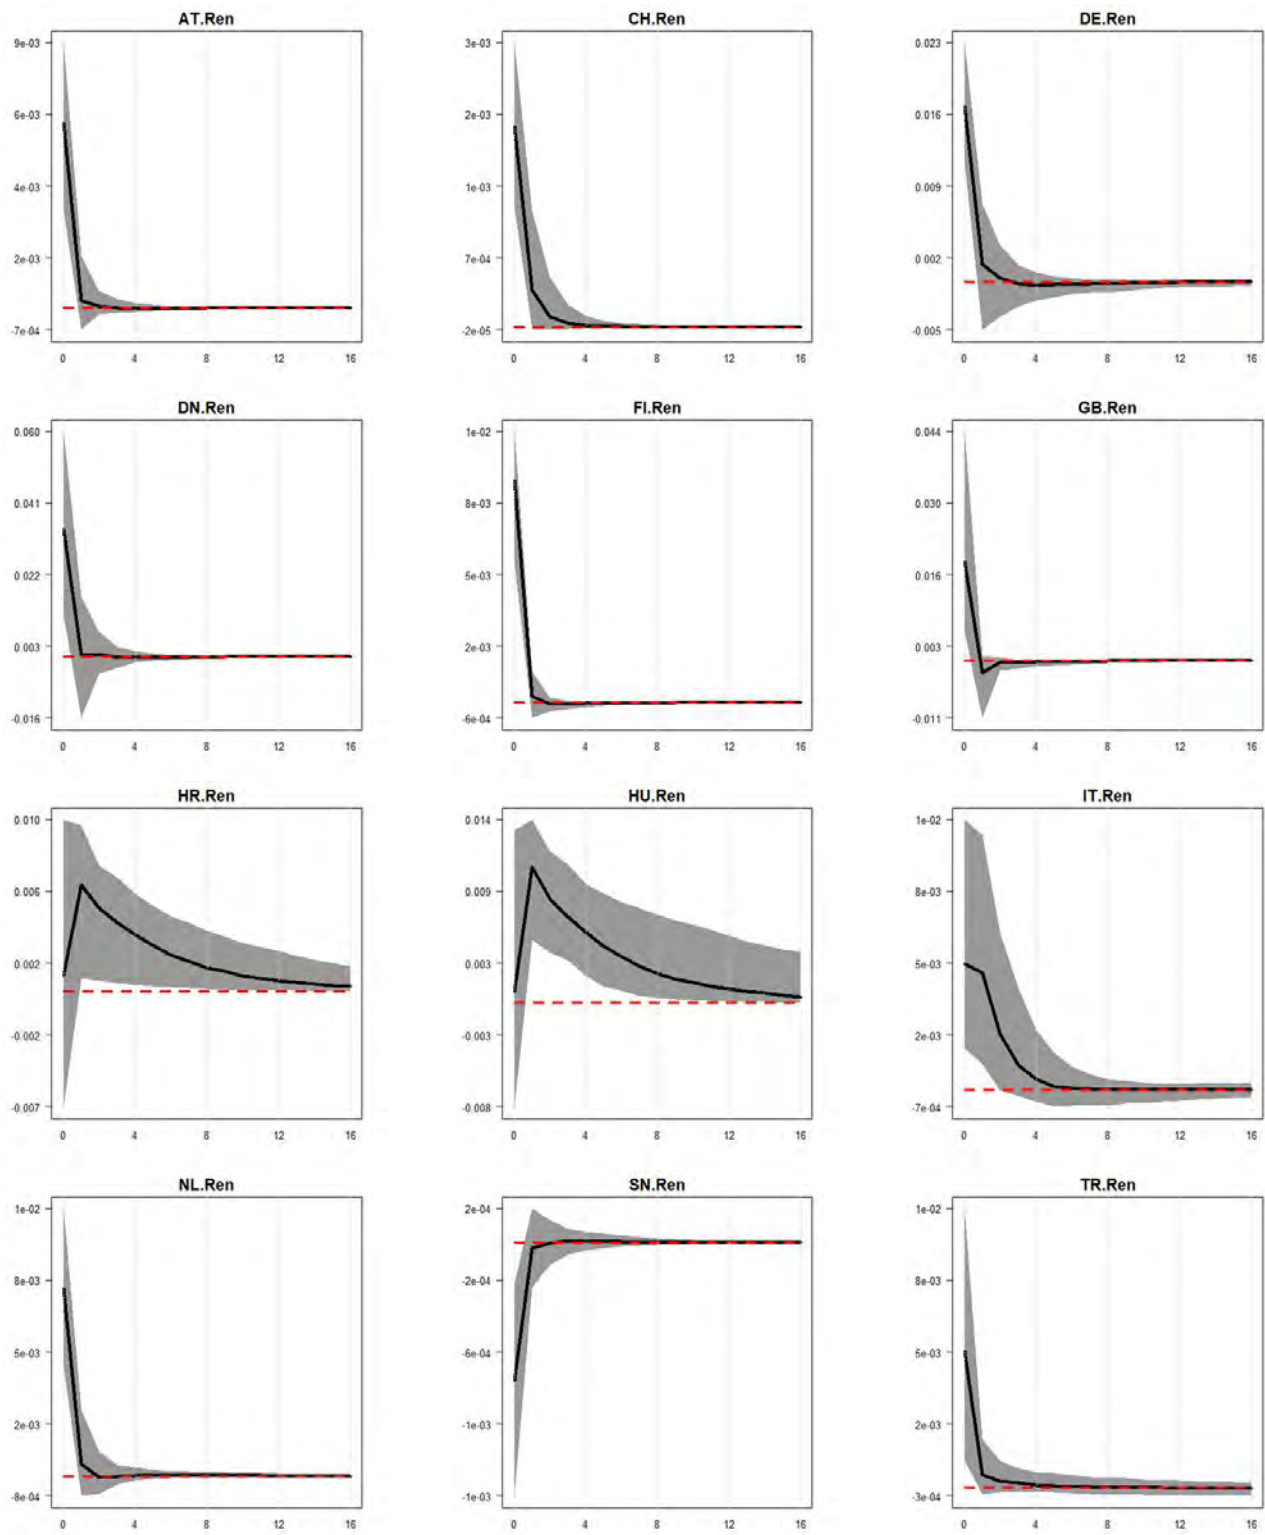 AT.Ren CH.Ren DE.Ren
9e-03 3e-03 0.023
6e-03 2e-03 0.016
4e-03 1e-03 0.009
2e-03 7e-04 0.002
-7e-04 -2e-05 -0.005
0 4 8 12 16 0 4 8 12 16 0 4 8 12 16
DN.Ren FI.Ren GB.Ren
0.060 1e-02 0.044
0.041 8e-03 0.030
0.022 5e-03 0.016
0.003 2e-03 0.003
-0.016 -6e-04 -0.011
0 4 8 12 16 0 4 8 12 16 0 4 8 12 16
HR.Ren HU.Ren IT.Ren
0.010 0.014 1e-02
0.006 0.009 8e-03
0.002 0.003 5e-03
-0.002 -0.003 2e-03
-0.007 -0.008 -7e-04
0 4 8 12 16 0 4 8 12 16 0 4 8 12 16
NL.Ren SN.Ren TR.Ren
1e-02 2e-04 1e-02
8e-03 -2e-04 8e-03
5e-03 -6e-04 5e-03
2e-03 -1e-03 2e-03
-8e-04 -1e-03 -3e-04
0 4 8 12 16 0 4 8 12 16 0 4 8 12 16